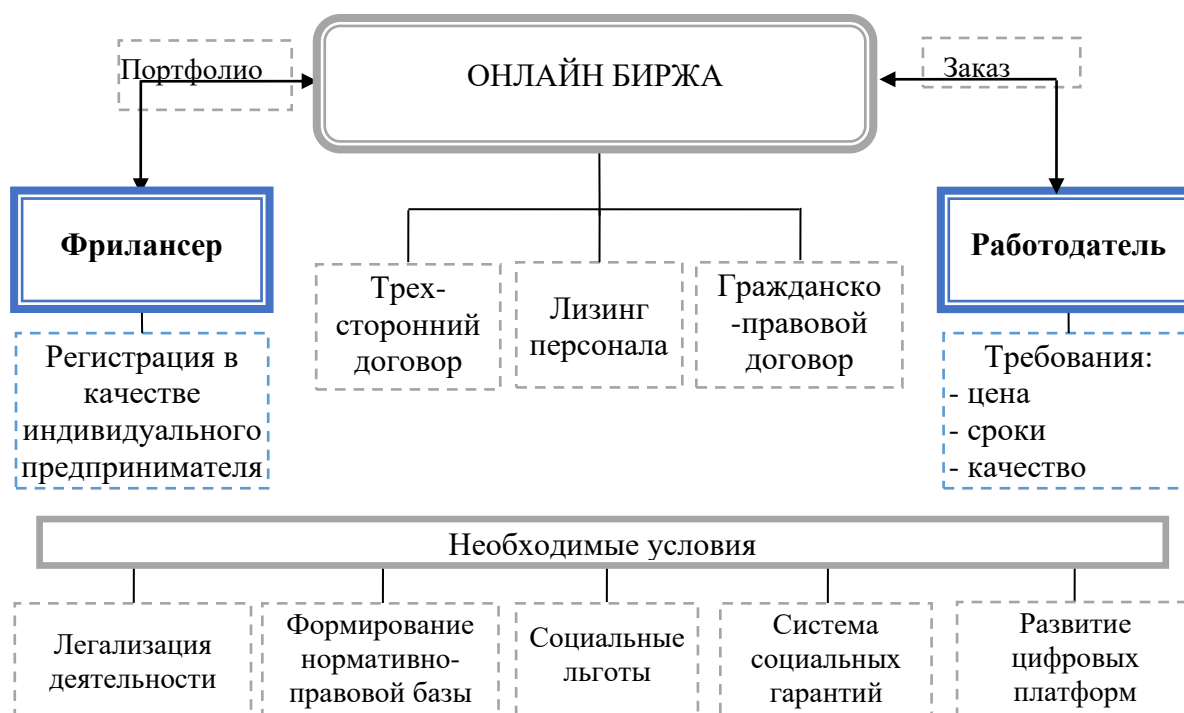 Портфолио
ОНЛАЙН БИРЖА
Заказ
Фрилансер
Работодатель
Трех-
сторонний
договор
Лизинг
персонала
Гражданско
-правовой
договор
Регистрация в
качестве
индивидуального
предпринимателя
Требования:
- цена
- сроки
- качество
Необходимые условия
Легализация
деятельности
Формирование
нормативно-
правовой базы
Социальные
льготы
Система
социальных
гарантий
Развитие
цифровых
платформ